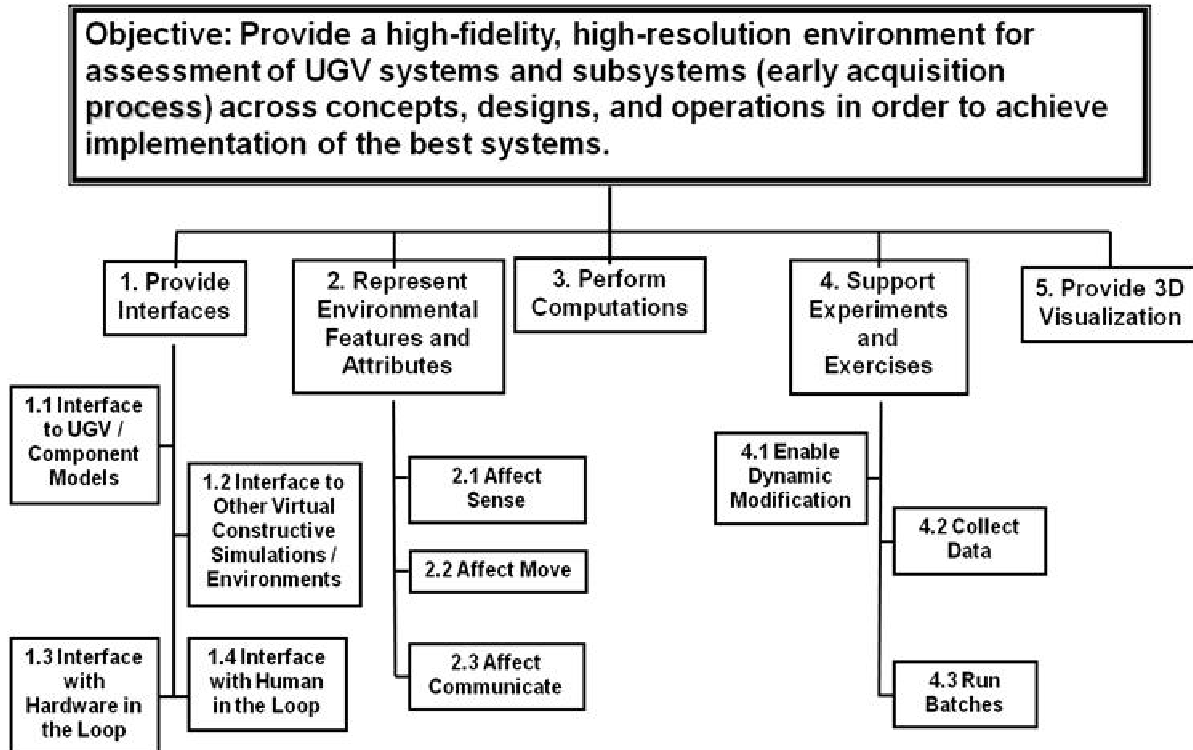 Objective: Provide a high-fidelity, high-resolution environment for
assessment of UGV systems and subsystems (early acquisition
process) across concepts, designs, and operations in order to achieve
implementation of the best systems.
1. Provide
Interfaces
2. Represent
Environmental
Features and
Attributes
3. Perform
Computations
4. Support
Experiments
and
Exercises
5. Provide 3D
Visualization
1.1 Interface
to UGV /
Component
Models
1.2 Interface to
Other Virtual
Constructive
Simulations /
Environments
1.3 Interface
with
Hardware in
the Loop
1.4 Interface
with Human
in the Loop
2.1 Affect
Sense
2.2 Affect Move
2.3 Affect
Communicate
4.1 Enable
Dynamic
Modification
4.2 Collect
Data
4.3 Run
Batches